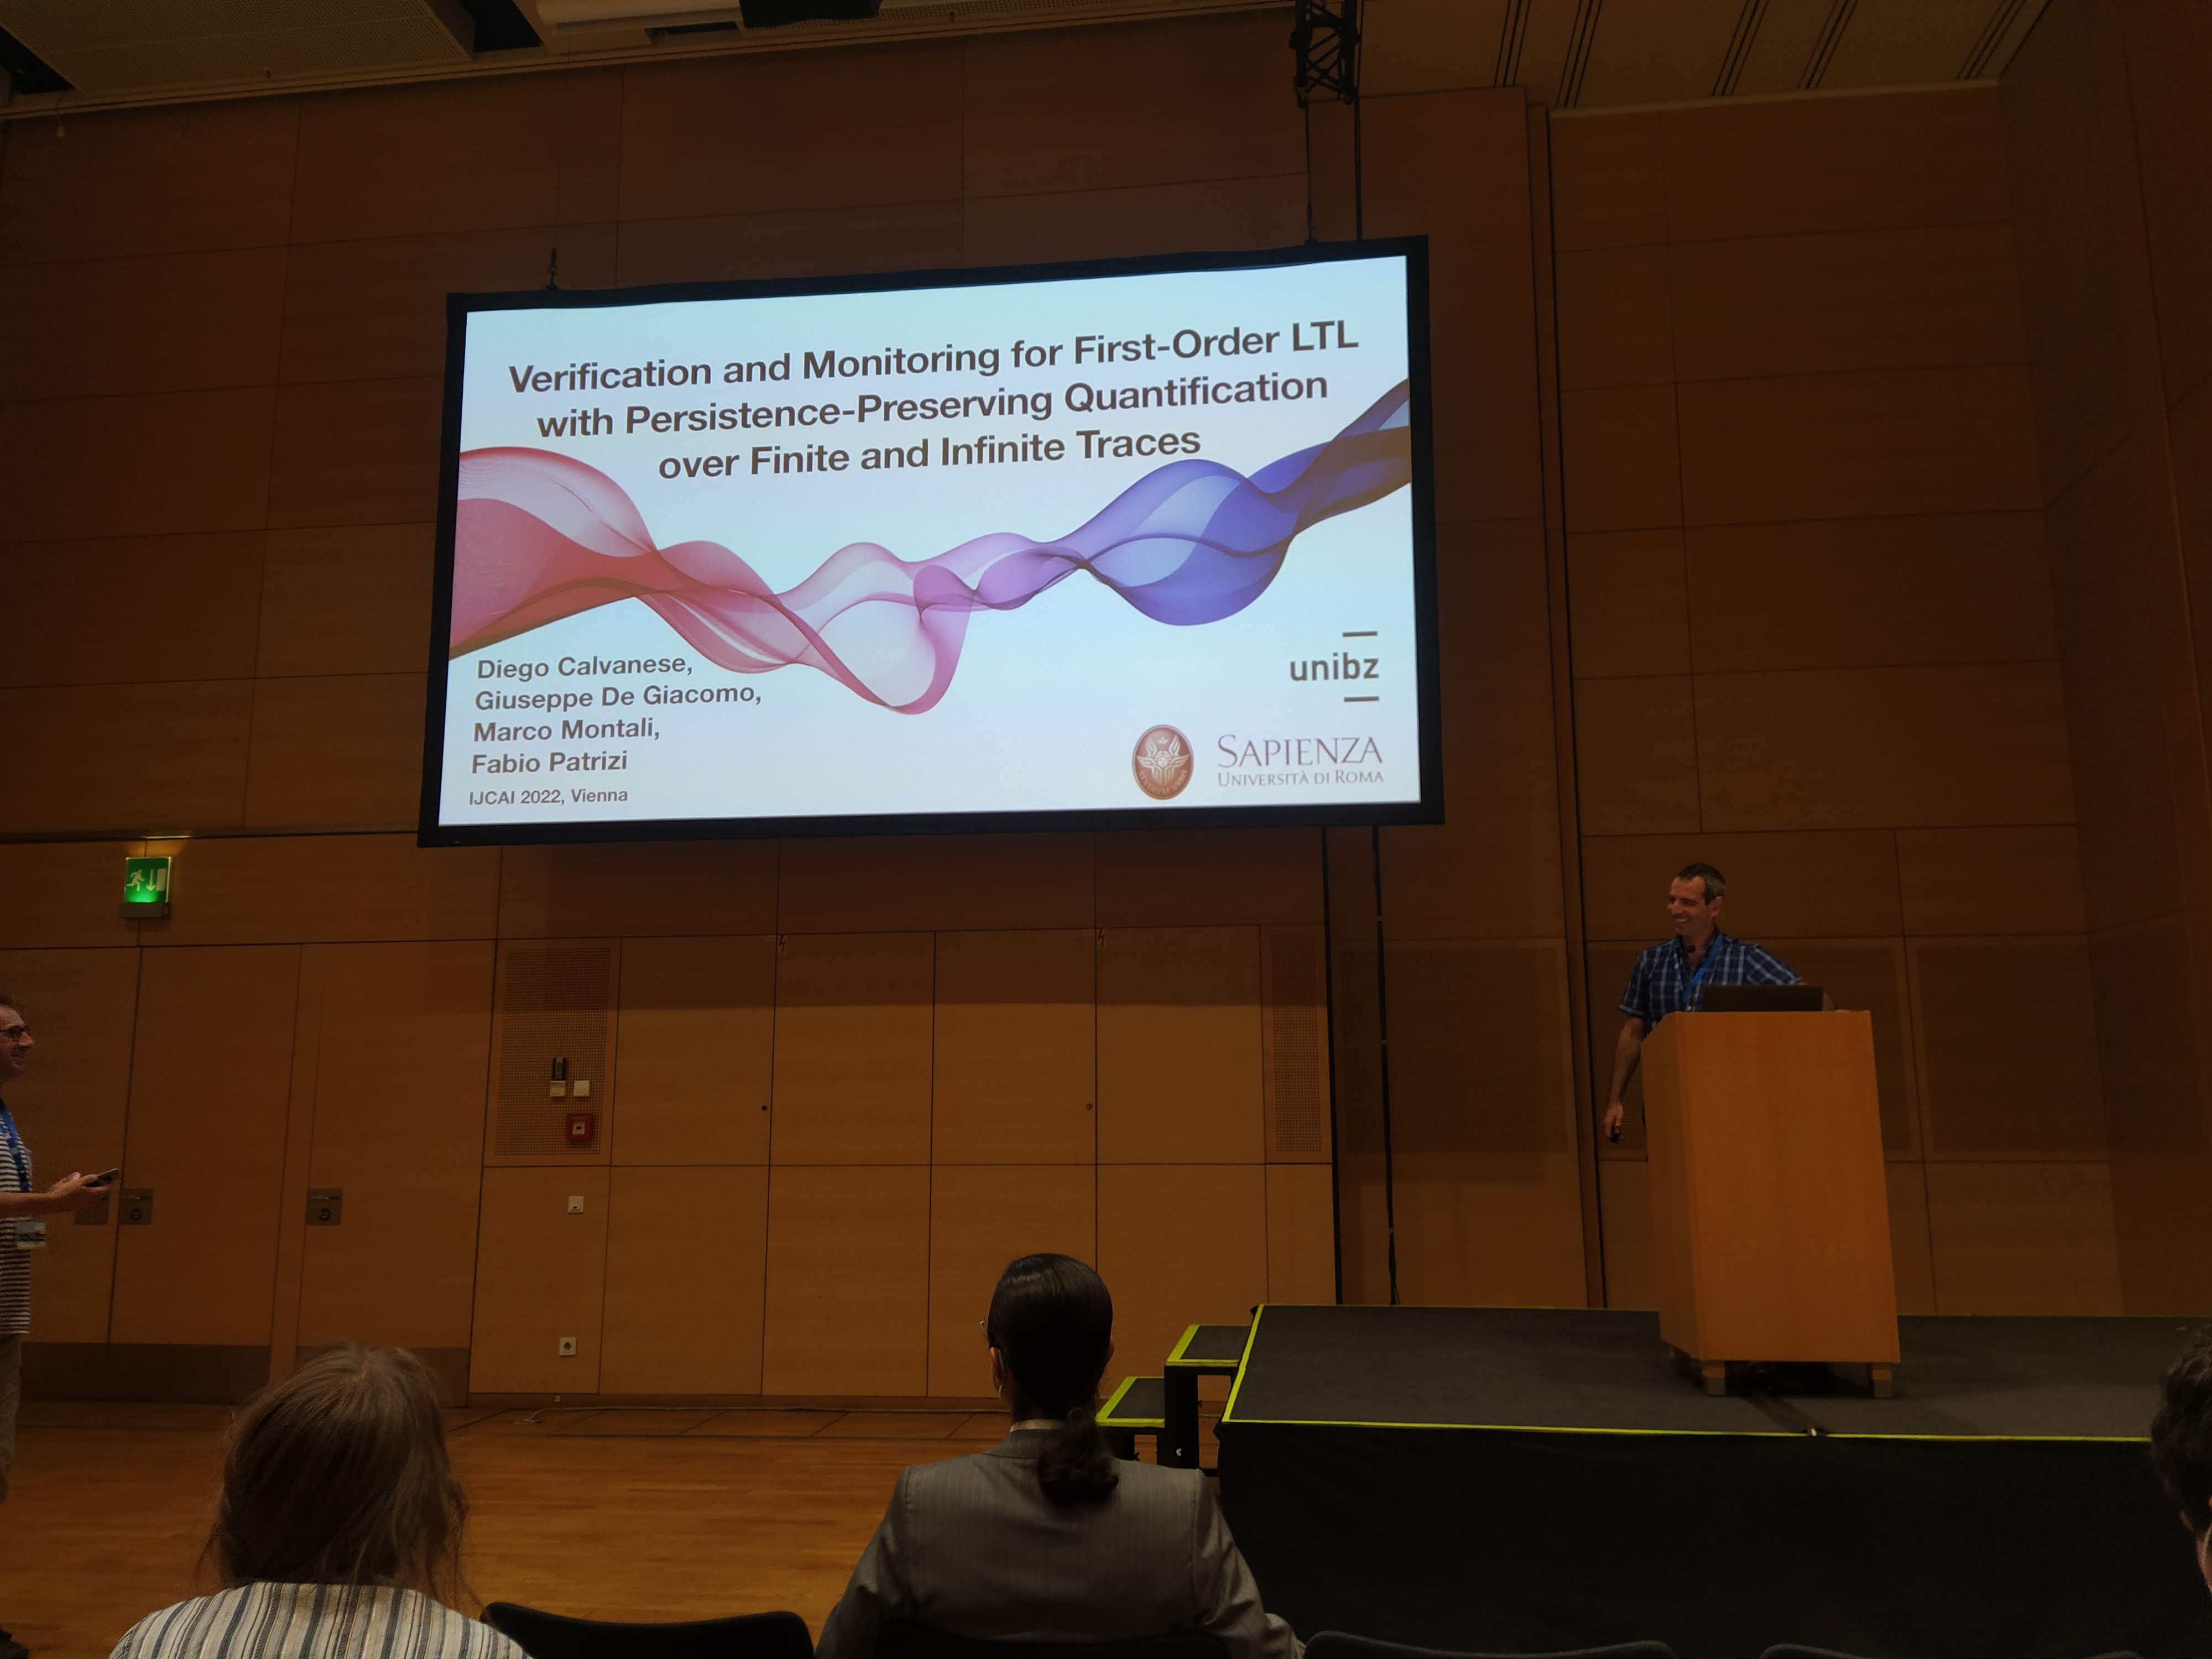 Verification and Monitoring for First-Order LTL
with Persistence-Preserving Quantification
over Finite and Infinite Traces
Diego Calvanese,
Giuseppe De Giacomo,
Marco Montali,
Fabio Patrizi
IJCAI 2022, Vienna
unibz
SAPIENZA
UNIVERSITÀ DI ROMA